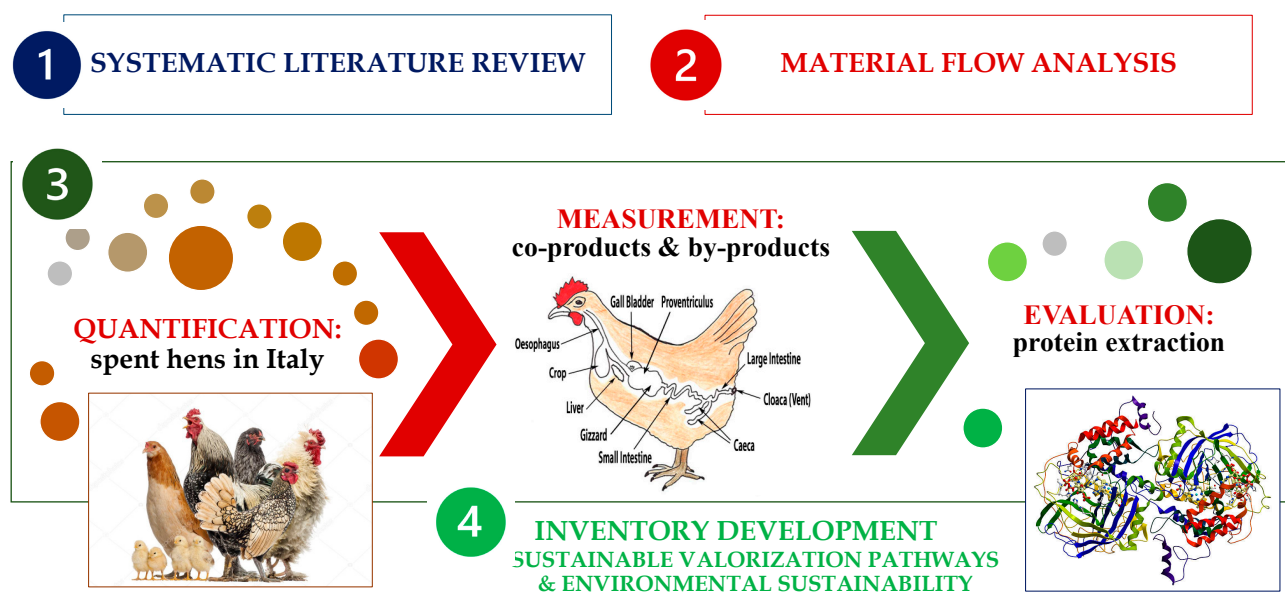 1
SYSTEMATIC LITERATURE REVIEW
2
MATERIAL FLOW ANALYSIS
3
QUANTIFICATION:
spent hens in Italy
MEASUREMENT:
co-products & by-products
Gall Bladder
Proventriculus
Oesophagus
Crop
Liver
Gizzard
Small Intestine
Large Intestine
Cloaca (Vent)
Caeca
EVALUATION:
protein extraction
4
INVENTORY DEVELOPMENT
SUSTAINABLE VALORIZATION PATHWAYS
& ENVIRONMENTAL SUSTAINABILITY